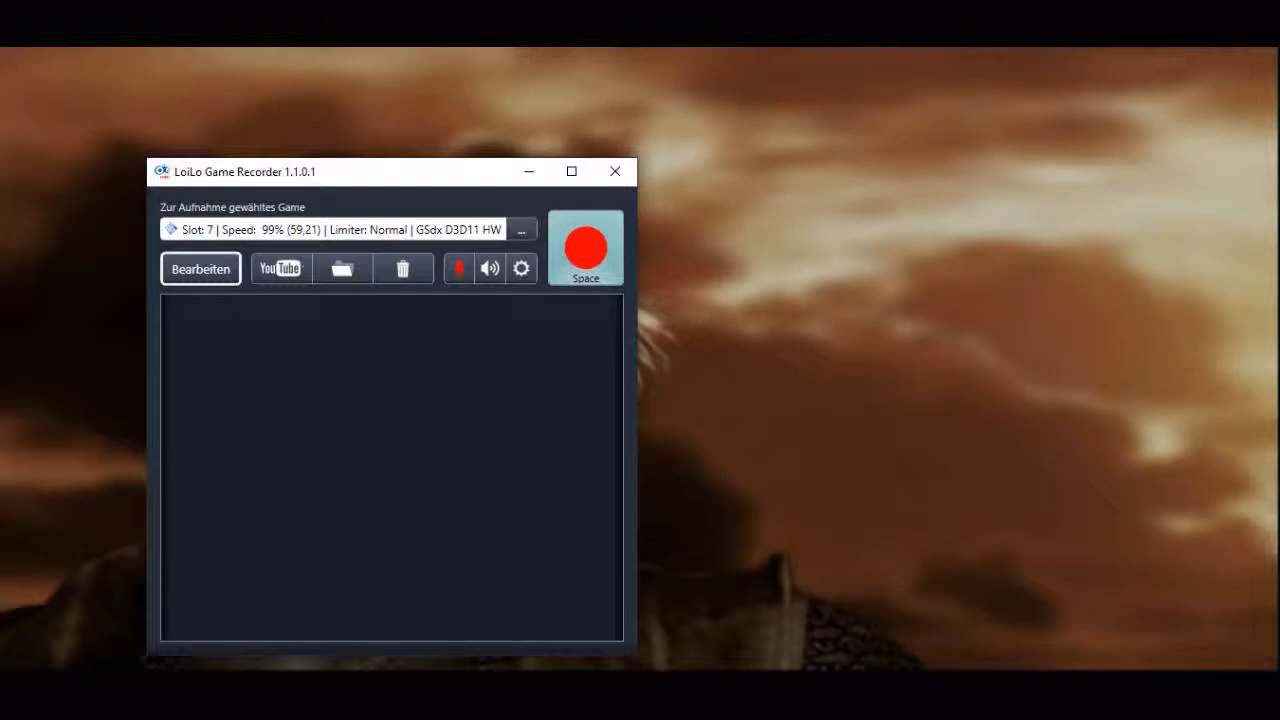 LoiLo Game Recorder 1.1.0.1
Zur Aufnahme gewähltes Game
Slot: 7 | Speed: 99% (59,21) | Limiter: Normal | GSdx D3D11 HW
...
Bearbeiten
YouTube
Space